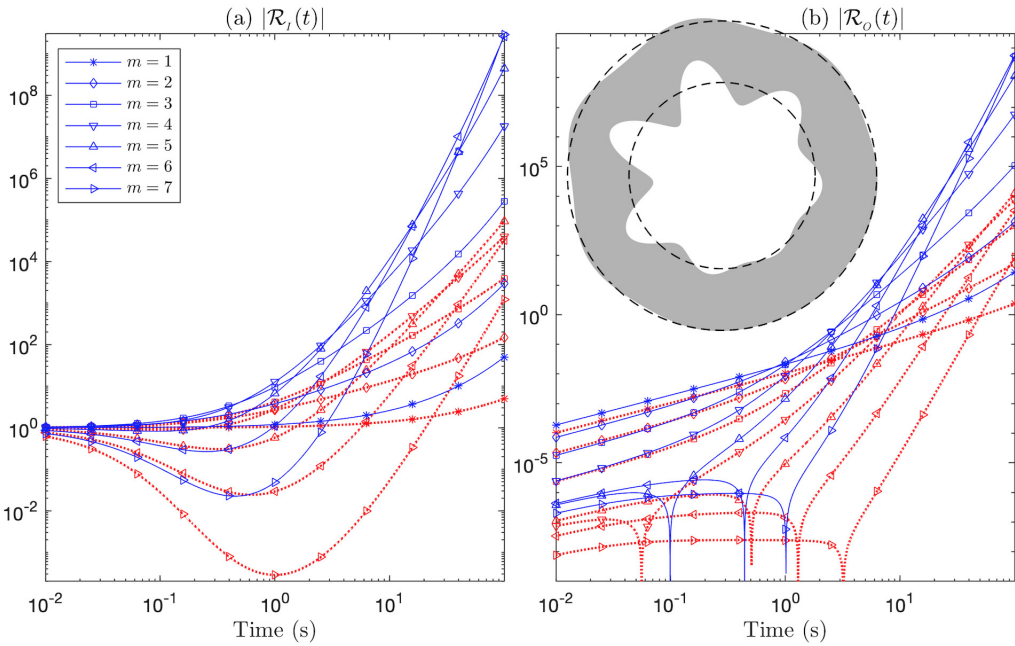 (a) |ℛ_I(t)|
(b) |ℛ_O(t)|
m = 1
m = 2
m = 3
m = 4
m = 5
m = 6
m = 7
10^8
10^6
10^4
10^2
10^0
10^-2
10^-2 10^-1 10^0 10^1
Time (s)
10^5
10^0
10^-5
10^-2 10^-1 10^0 10^1
Time (s)